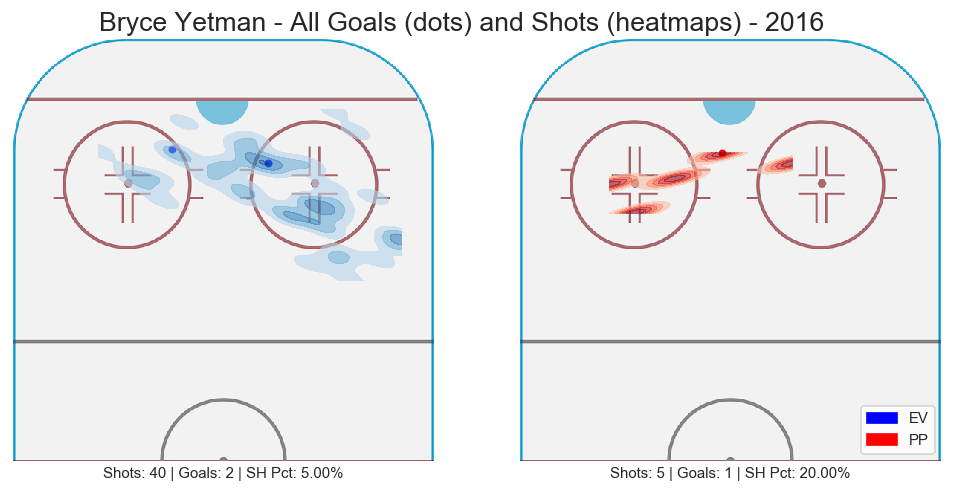 Bryce Yetman - All Goals (dots) and Shots (heatmaps) - 2016
EV
PP
Shots: 40 | Goals: 2 | SH Pct: 5.00%
Shots: 5 | Goals: 1 | SH Pct: 20.00%